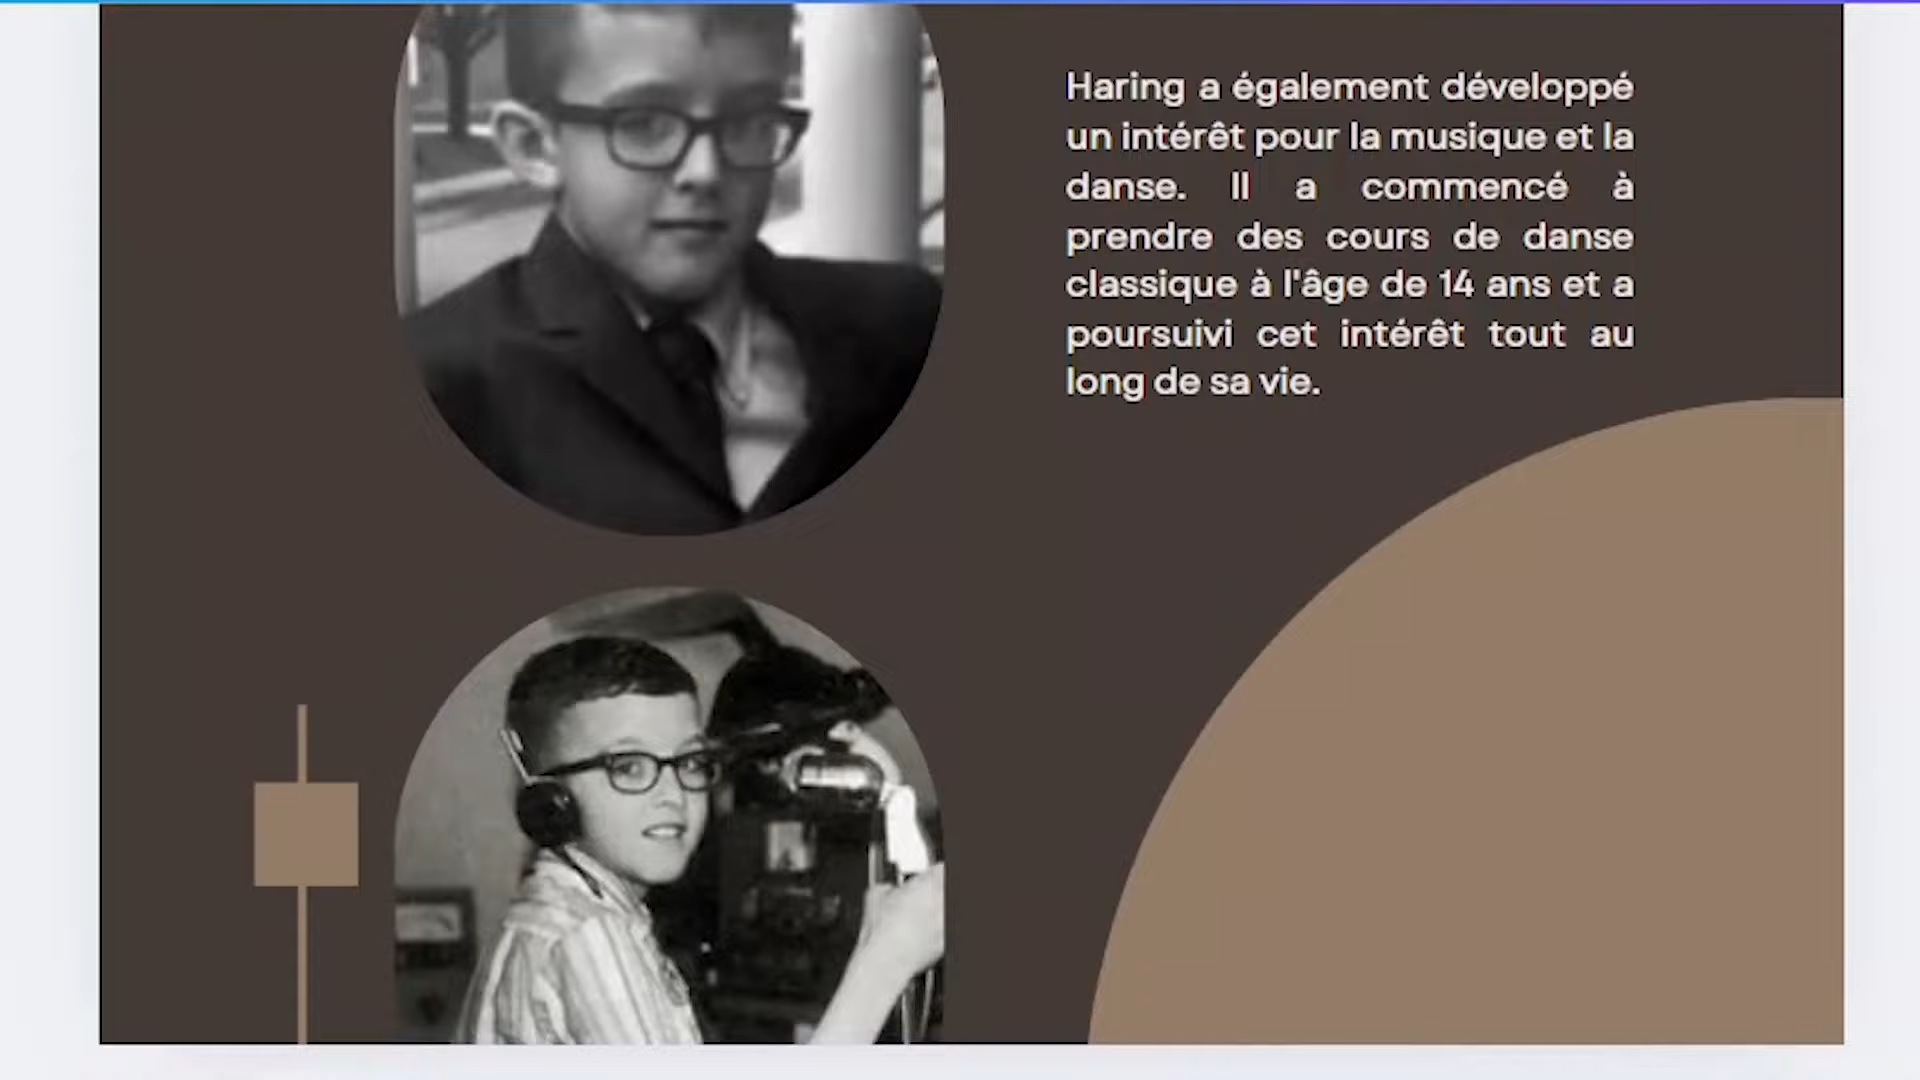 Haring a également développé
un intérêt pour la musique et la
danse. Il a commencé à
prendre des cours de danse
classique à l'âge de 14 ans et a
poursuivi cet intérêt tout au
long de sa vie.